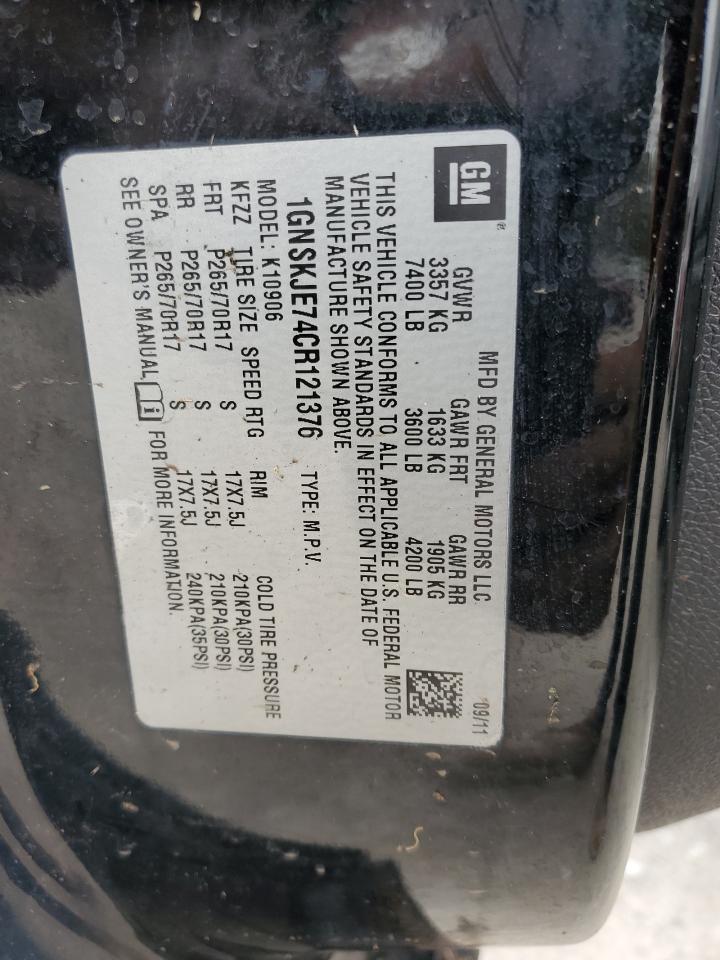 GM
MFD BY GENERAL MOTORS LLC 09/11
GVWR GAWR FRT GAWR RR
3357 KG 1633 KG 1905 KG
7400 LB 3600 LB 4200 LB
THIS VEHICLE CONFORMS TO ALL APPLICABLE U.S. FEDERAL MOTOR
VEHICLE SAFETY STANDARDS IN EFFECT ON THE DATE OF
MANUFACTURE SHOWN ABOVE.
1GNSKJE74CR121376 TYPE: M.P.V.
MODEL: K10906
KFZZ TIRE SIZE SPEED RTG RIM COLD TIRE PRESSURE
FRT P265/70R17 S 17X7.5J 210KPA(30PSI)
RR P265/70R17 S 17X7.5J 210KPA(30PSI)
SPA P265/70R17 S 17X7.5J 240KPA(35PSI)
SEE OWNER'S MANUAL FOR MORE INFORMATION.